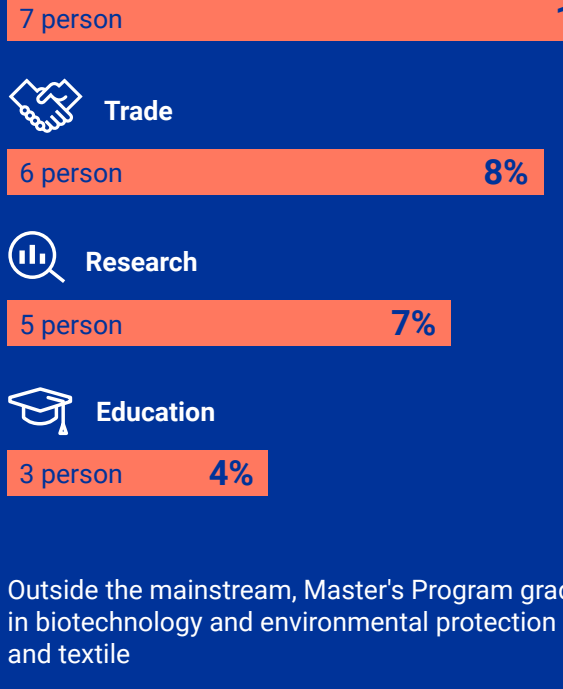 7 person
Trade
6 person 8%
Research
5 person 7%
Education
3 person 4%
Outside the mainstream, Master's Program
in biotechnology and environmental protection
and textile